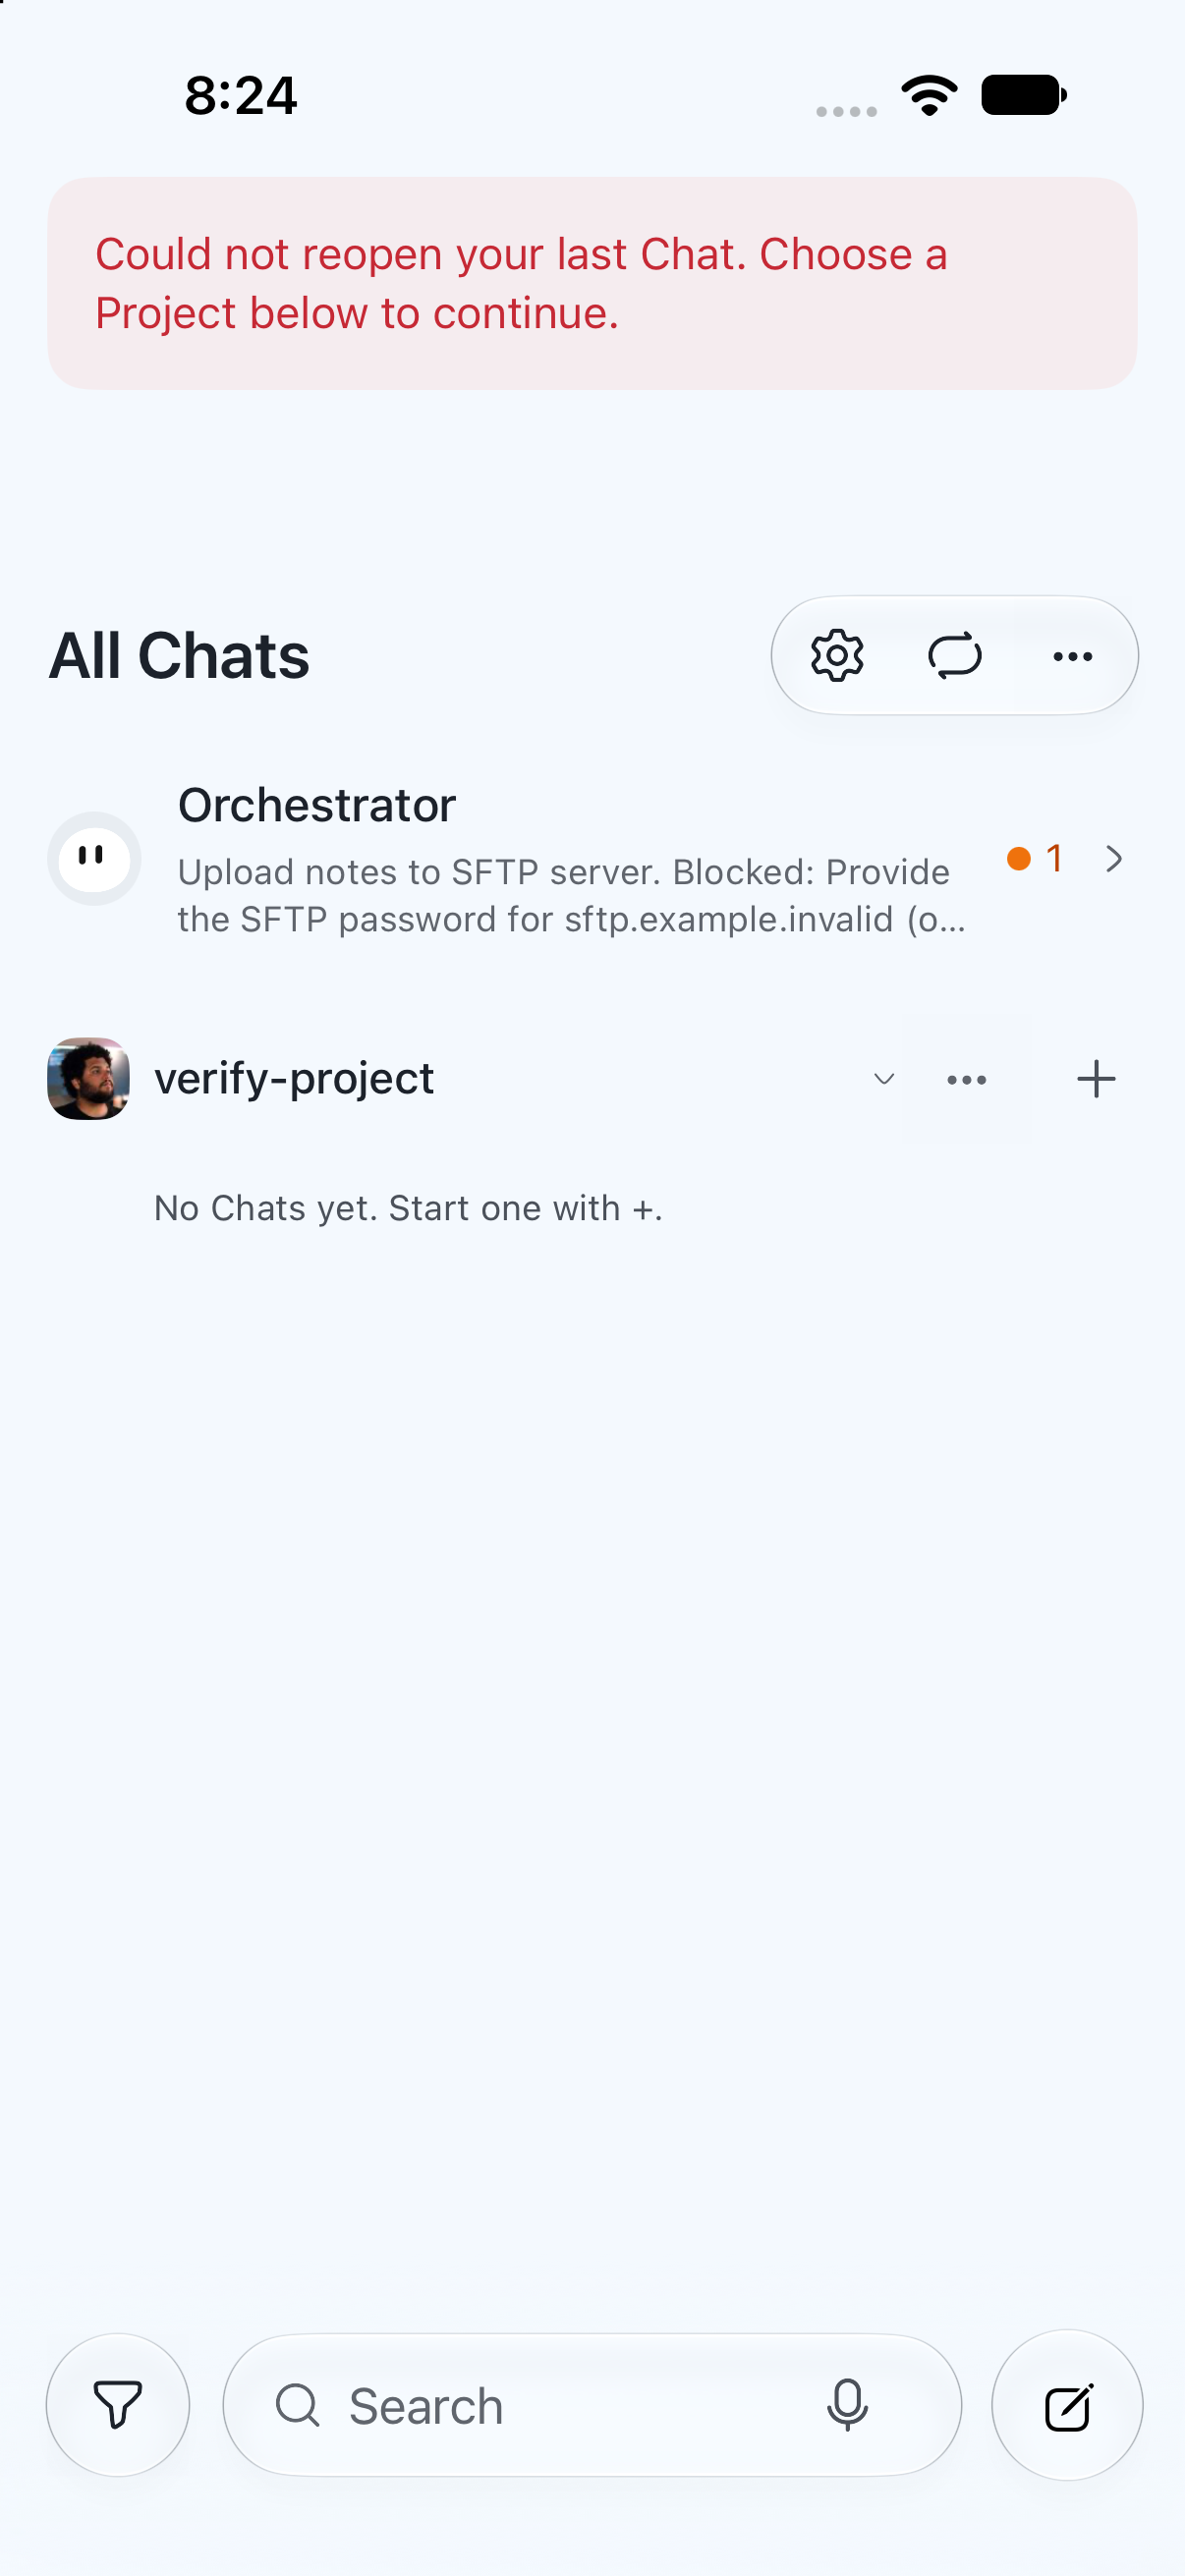 8:24
Could not reopen your last Chat. Choose a
Project below to continue.
All Chats
Orchestrator
Upload notes to SFTP server. Blocked: Provide
the SFTP password for sftp.example.invalid (o...
1
verify-project
No Chats yet. Start one with +.
Search